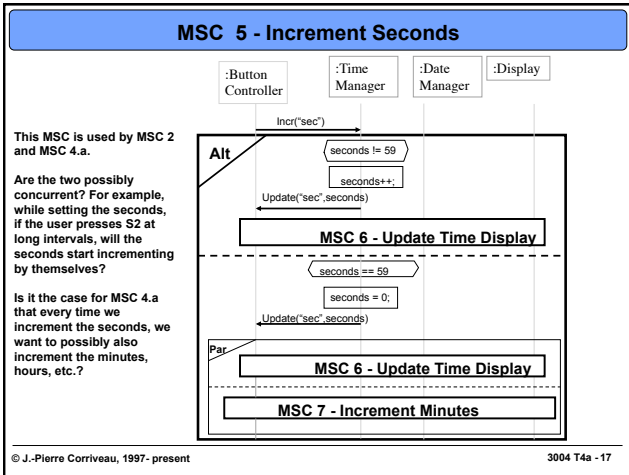 MSC 5 - Increment Seconds
:Button
Controller
:Time
Manager
:Date
Manager
:Display
This MSC is used by MSC 2
and MSC 4.a.
Are the two possibly
concurrent? For example,
while setting the seconds,
if the user presses S2 at
long intervals, will the
seconds start incrementing
by themselves?
Is it the case for MSC 4.a
that every time we
increment the seconds, we
want to possibly also
increment the minutes,
hours, etc.?
Incr("sec")
Alt
seconds != 59
seconds++;
Update("sec",seconds)
MSC 6 - Update Time Display
seconds == 59
seconds = 0;
Update("sec",seconds)
Par
MSC 6 - Update Time Display
MSC 7 - Increment Minutes
© J.-Pierre Corriveau, 1997- present
3004 T4a - 17